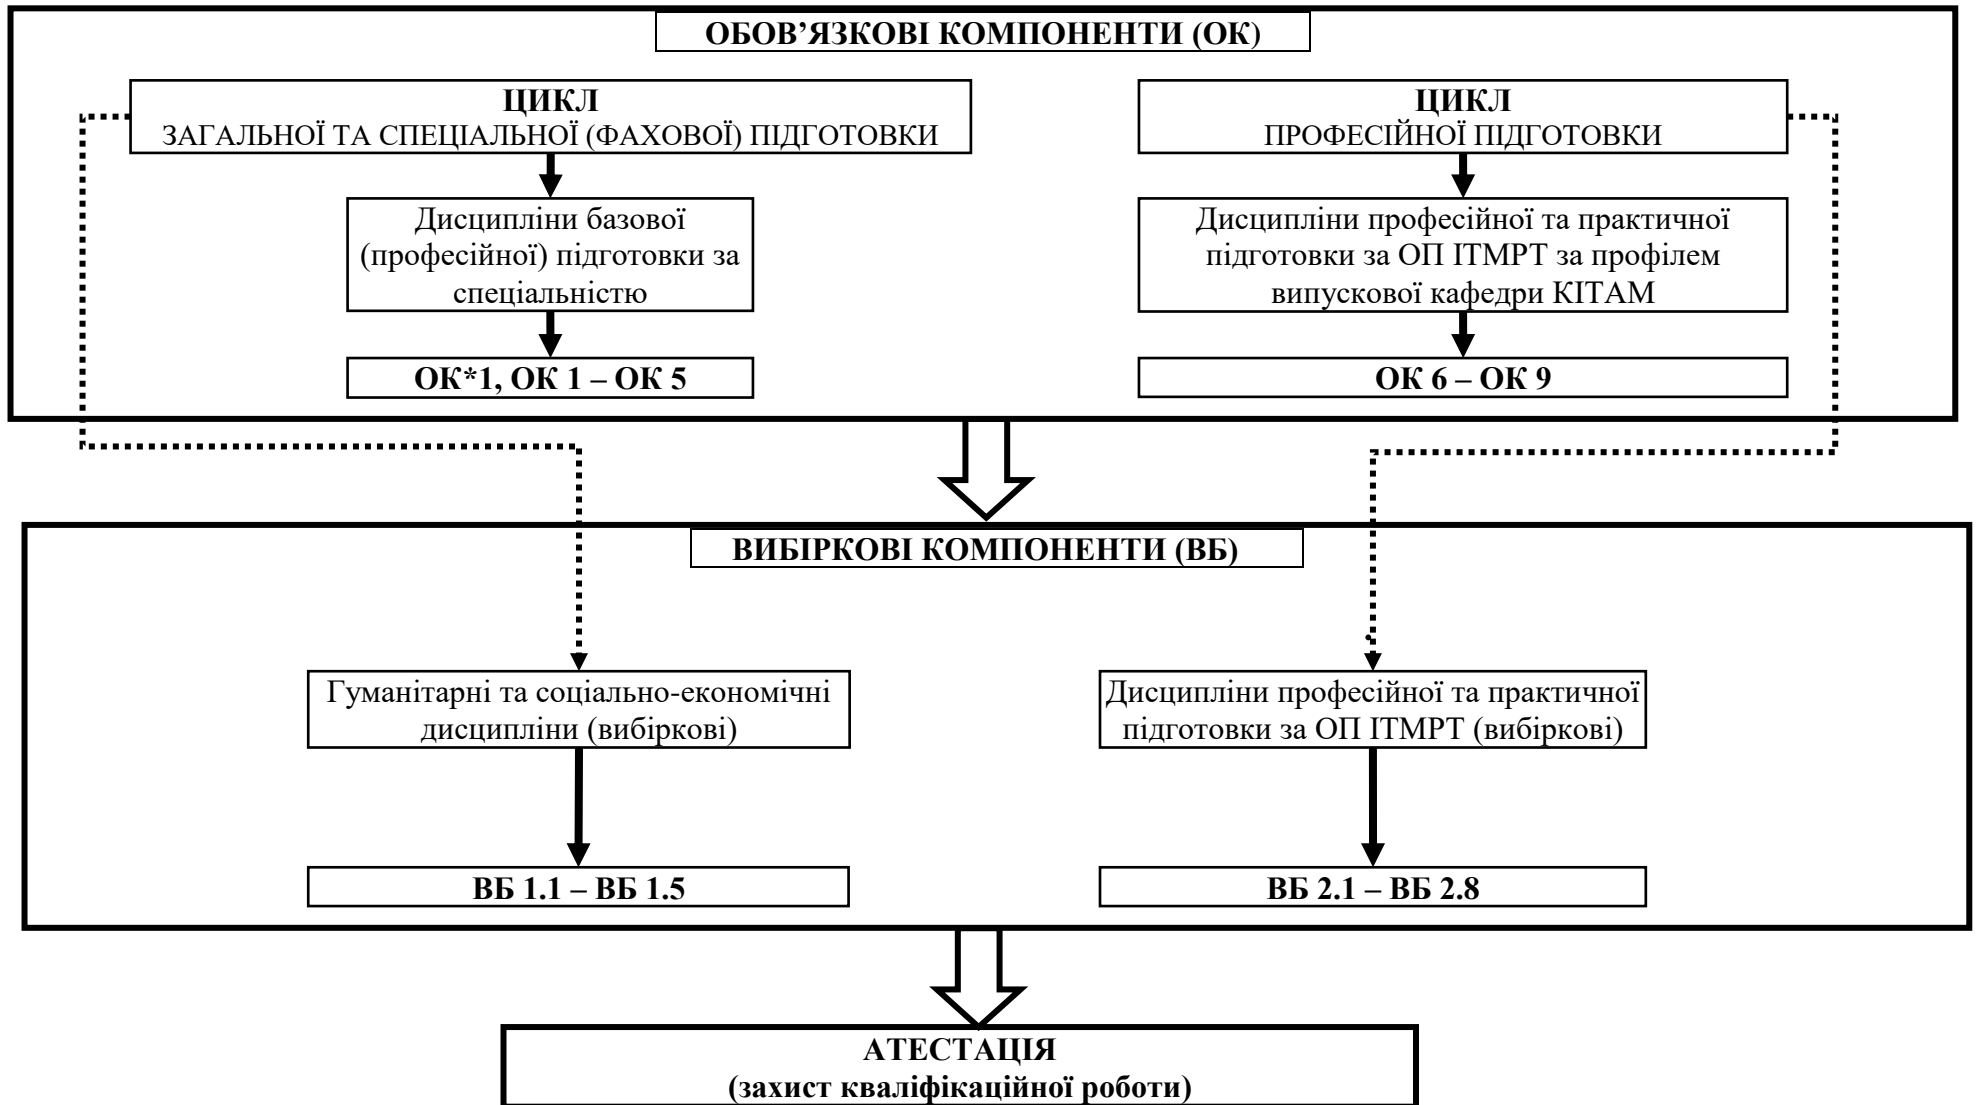 ОБОВ’ЯЗКОВІ КОМПОНЕНТИ (ОК)
ЦИКЛ
ЗАГАЛЬНОЇ ТА СПЕЦІАЛЬНОЇ (ФАХОВОЇ) ПІДГОТОВКИ
Дисципліни базової
(професійної) підготовки за
спеціальністю
ОК*1, ОК 1 – ОК 5
ЦИКЛ
ПРОФЕСІЙНОЇ ПІДГОТОВКИ
Дисципліни професійної та практичної
підготовки за ОП ІТМРТ за профілем
випускової кафедри КІТАМ
ОК 6 – ОК 9
ВИБІРКОВІ КОМПОНЕНТИ (ВБ)
Гуманітарні та соціально-економічні
дисципліни (вибіркові)
ВБ 1.1 – ВБ 1.5
Дисципліни професійної та практичної
підготовки за ОП ІТМРТ (вибіркові)
ВБ 2.1 – ВБ 2.8
АТЕСТАЦІЯ
(захист кваліфікаційної роботи)